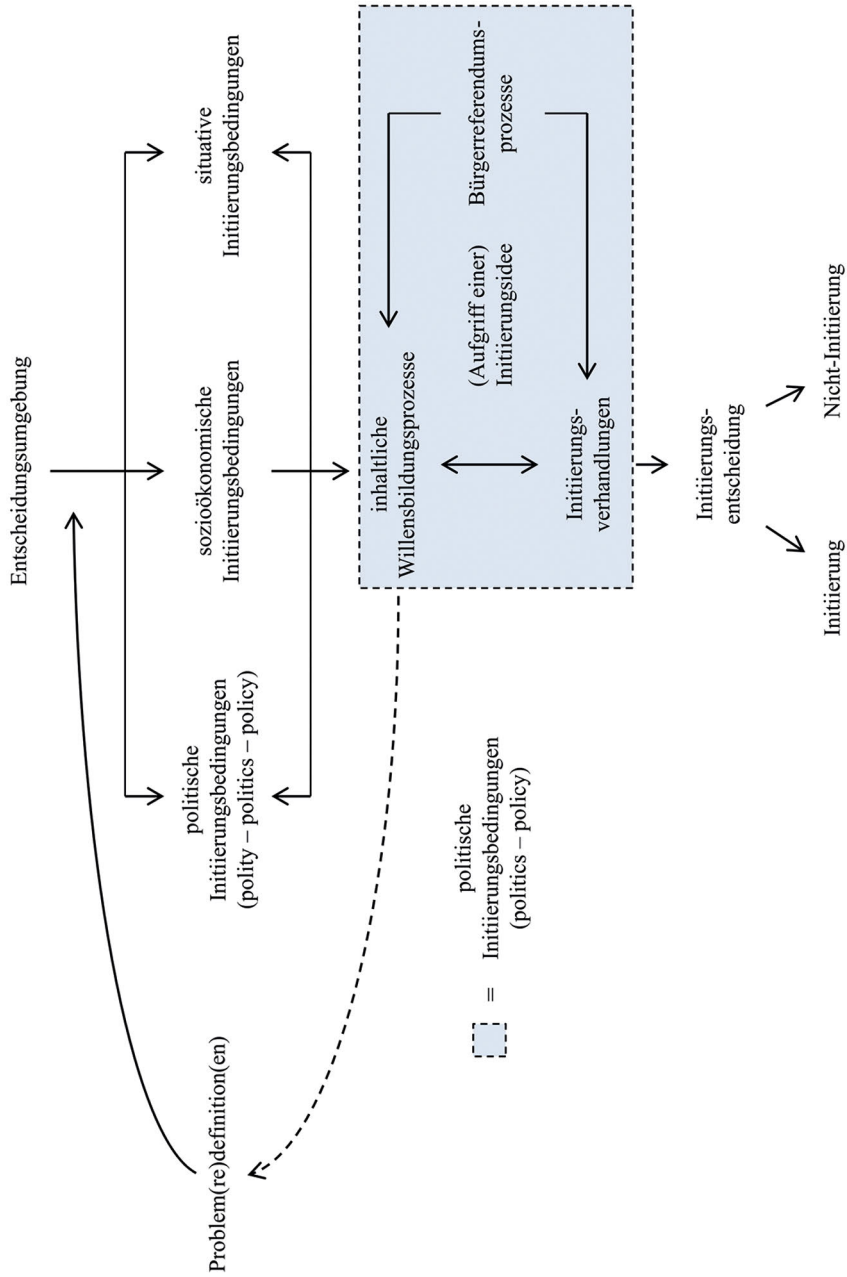 Entscheidungsumgebung
Problem(re)definition(en)
politische
Initiierungsbedingungen
(polity – politics – policy)
sozioökonomische
Initiierungsbedingungen
situative
Initiierungsbedingungen
inhaltliche
Willensbildungsprozesse
(Aufgriff einer)
Initiierungsidee
Bürgerreferendums-
prozesse
Initiierungs-
verhandlungen
=
politische
Initiierungsbedingungen
(politics – policy)
Initiierungs-
entscheidung
Initiierung
Nicht-Initiierung